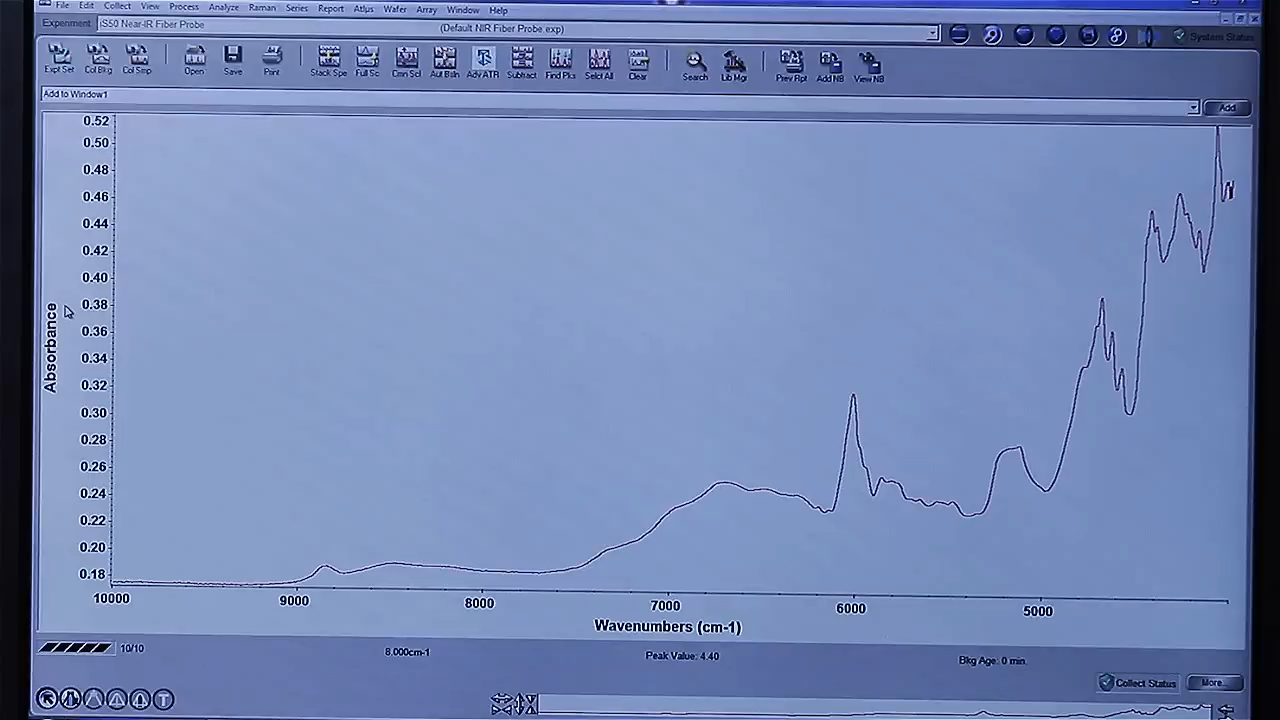 File Edit Collect View Process Analyze Raman Series Report Atlµs Wafer Array Window Help
Experiment: iS50 Near-IR Fiber Probe (Default NIR Fiber Probe.exp)
System Status
Expt Set Col Bkg Col Smp Open Save Print Stack Spe Full Sc Cmn Scl Aut Bsln Adv ATR Subtract Find Pks Selct All Clear Search Lib Mgr Prev Rpt Add NB View NB
Add to Window1
Add
0.52
0.50
0.48
0.46
0.44
0.42
0.40
0.38
0.36
0.34
0.32
0.30
0.28
0.26
0.24
0.22
0.20
0.18
Absorbance
10000 9000 8000 7000 6000 5000
Wavenumbers (cm-1)
10/10 8.000cm-1 Peak Value: 4.40 Bkg Age: 0 min.
Collect Status More...
T